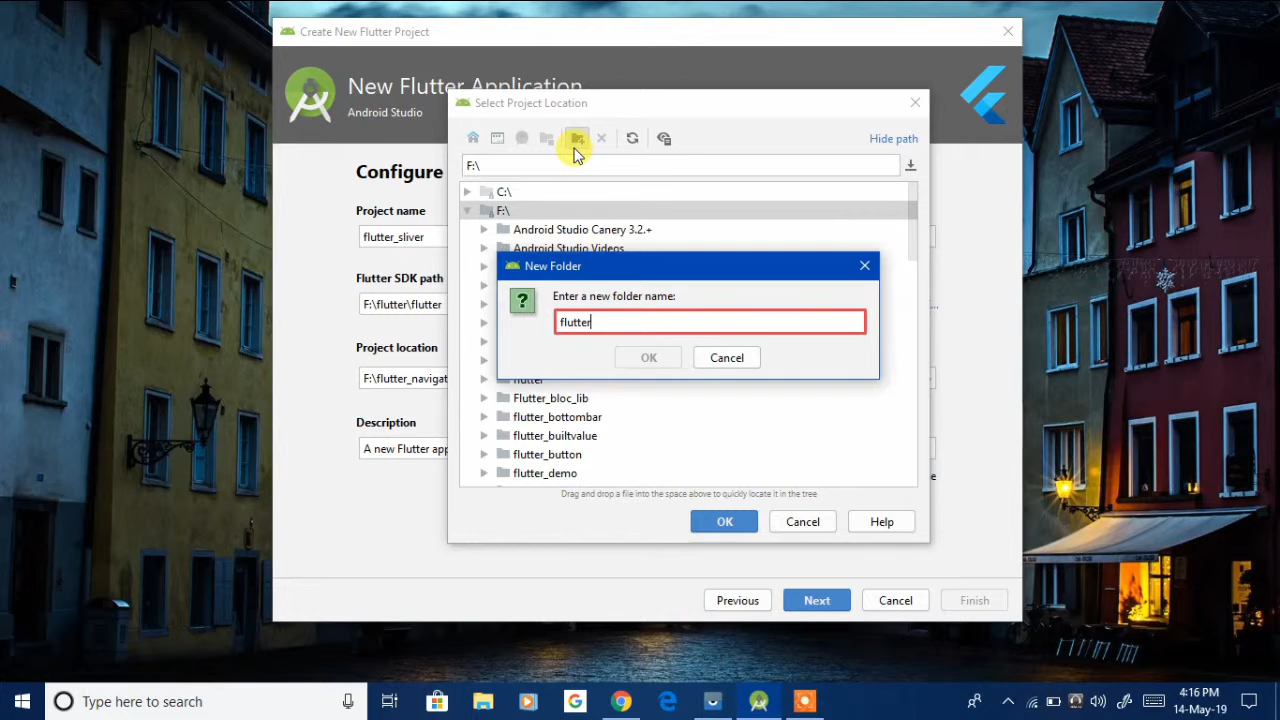 Create New Flutter Project
New Flutter Application
Android Studio
Select Project Location
Hide path
F:\
Configure
Project name
flutter_sliver
Flutter SDK path
F:\flutter\flutter
Project location
F:\flutter_navigat
Description
A new Flutter app
C:\
F:\
Android Studio Canery 3.2.+
Android Studio Videos
New Folder
Enter a new folder name:
?
flutter
OK
Cancel
flutter
Flutter_bloc_lib
flutter_bottombar
flutter_builtvalue
flutter_button
flutter_demo
Drag and drop a file into the space above to quickly locate it in the tree
OK
Cancel
Help
Previous
Next
Cancel
Finish
Type here to search
4:16 PM
14-May-19